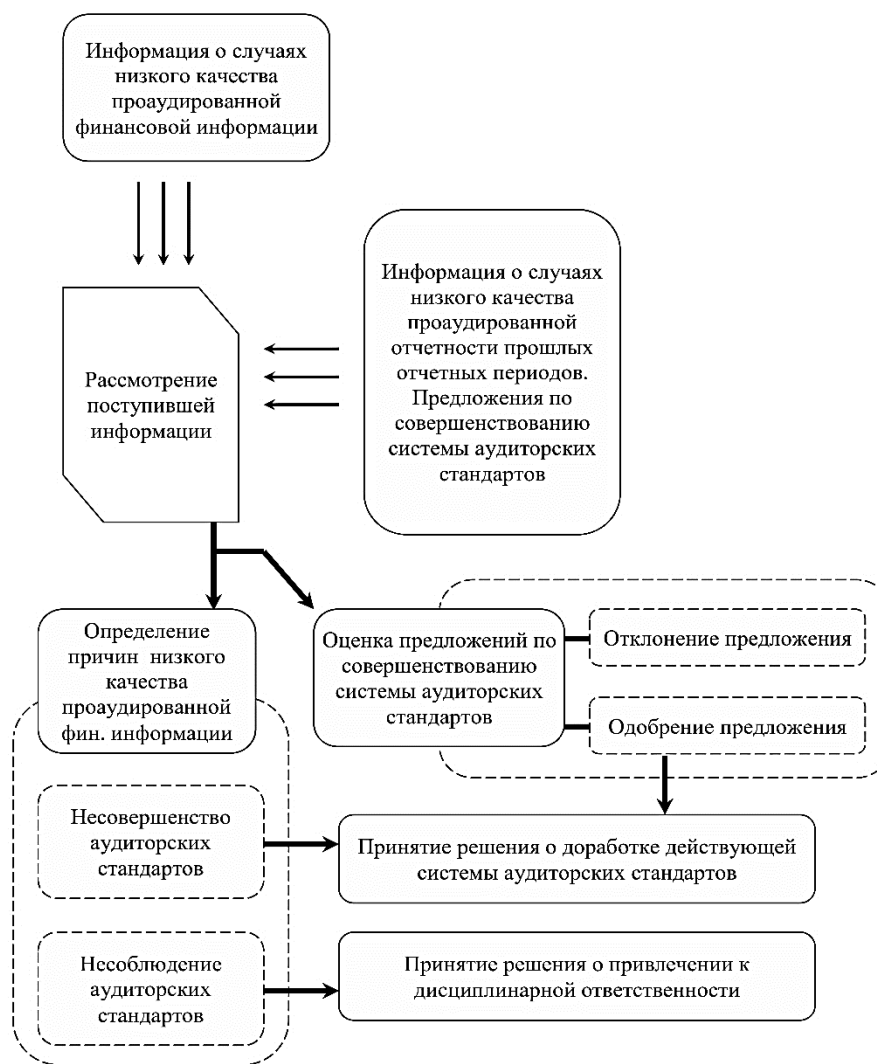 Информация о случаях
низкого качества
проаудированной
финансовой информации
Информация о случаях
низкого качества
проаудированной
отчетности прошлых
отчетных периодов.
Предложения по
совершенствованию
системы аудиторских
стандартов
Рассмотрение
поступившей
информации
Определение
причин низкого
качества
проаудированной
фин. информации
Оценка предложений по
совершенствованию
системы аудиторских
стандартов
Отклонение предложения
Одобрение предложения
Несовершенство
аудиторских
стандартов
Принятие решения о доработке действующей
системы аудиторских стандартов
Несоблюдение
аудиторских
стандартов
Принятие решения о привлечении к
дисциплинарной ответственности